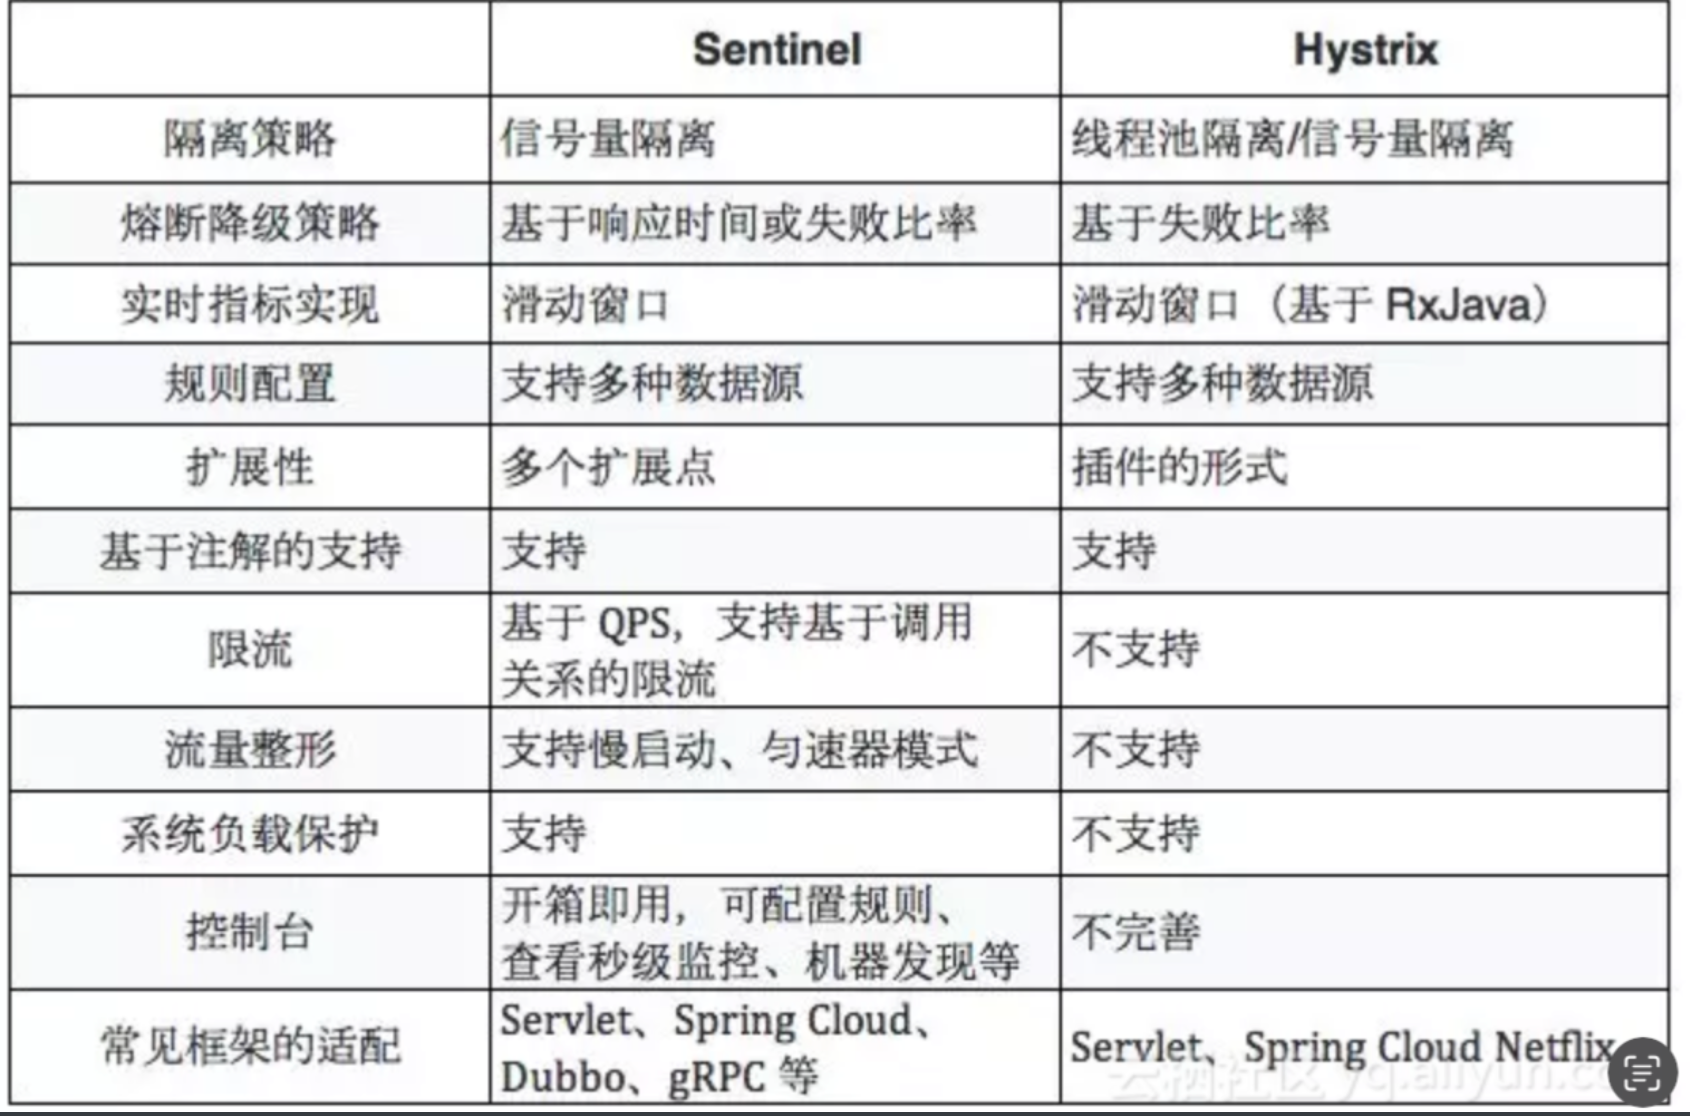 Sentinel
Hystrix
隔离策略
信号量隔离
线程池隔离/信号量隔离
熔断降级策略
基于响应时间或失败比率
基于失败比率
实时指标实现
滑动窗口
滑动窗口（基于 RxJava）
规则配置
支持多种数据源
支持多种数据源
扩展性
多个扩展点
插件的形式
基于注解的支持
支持
支持
限流
基于 QPS，支持基于调用
关系的限流
不支持
流量整形
支持慢启动、匀速器模式
不支持
系统负载保护
支持
不支持
控制台
开箱即用，可配置规则、
查看秒级监控、机器发现等
不完善
常见框架的适配
Servlet、Spring Cloud、
Dubbo、gRPC 等
Servlet、Spring Cloud Netflix
云栖社区 yq.aliyun.co